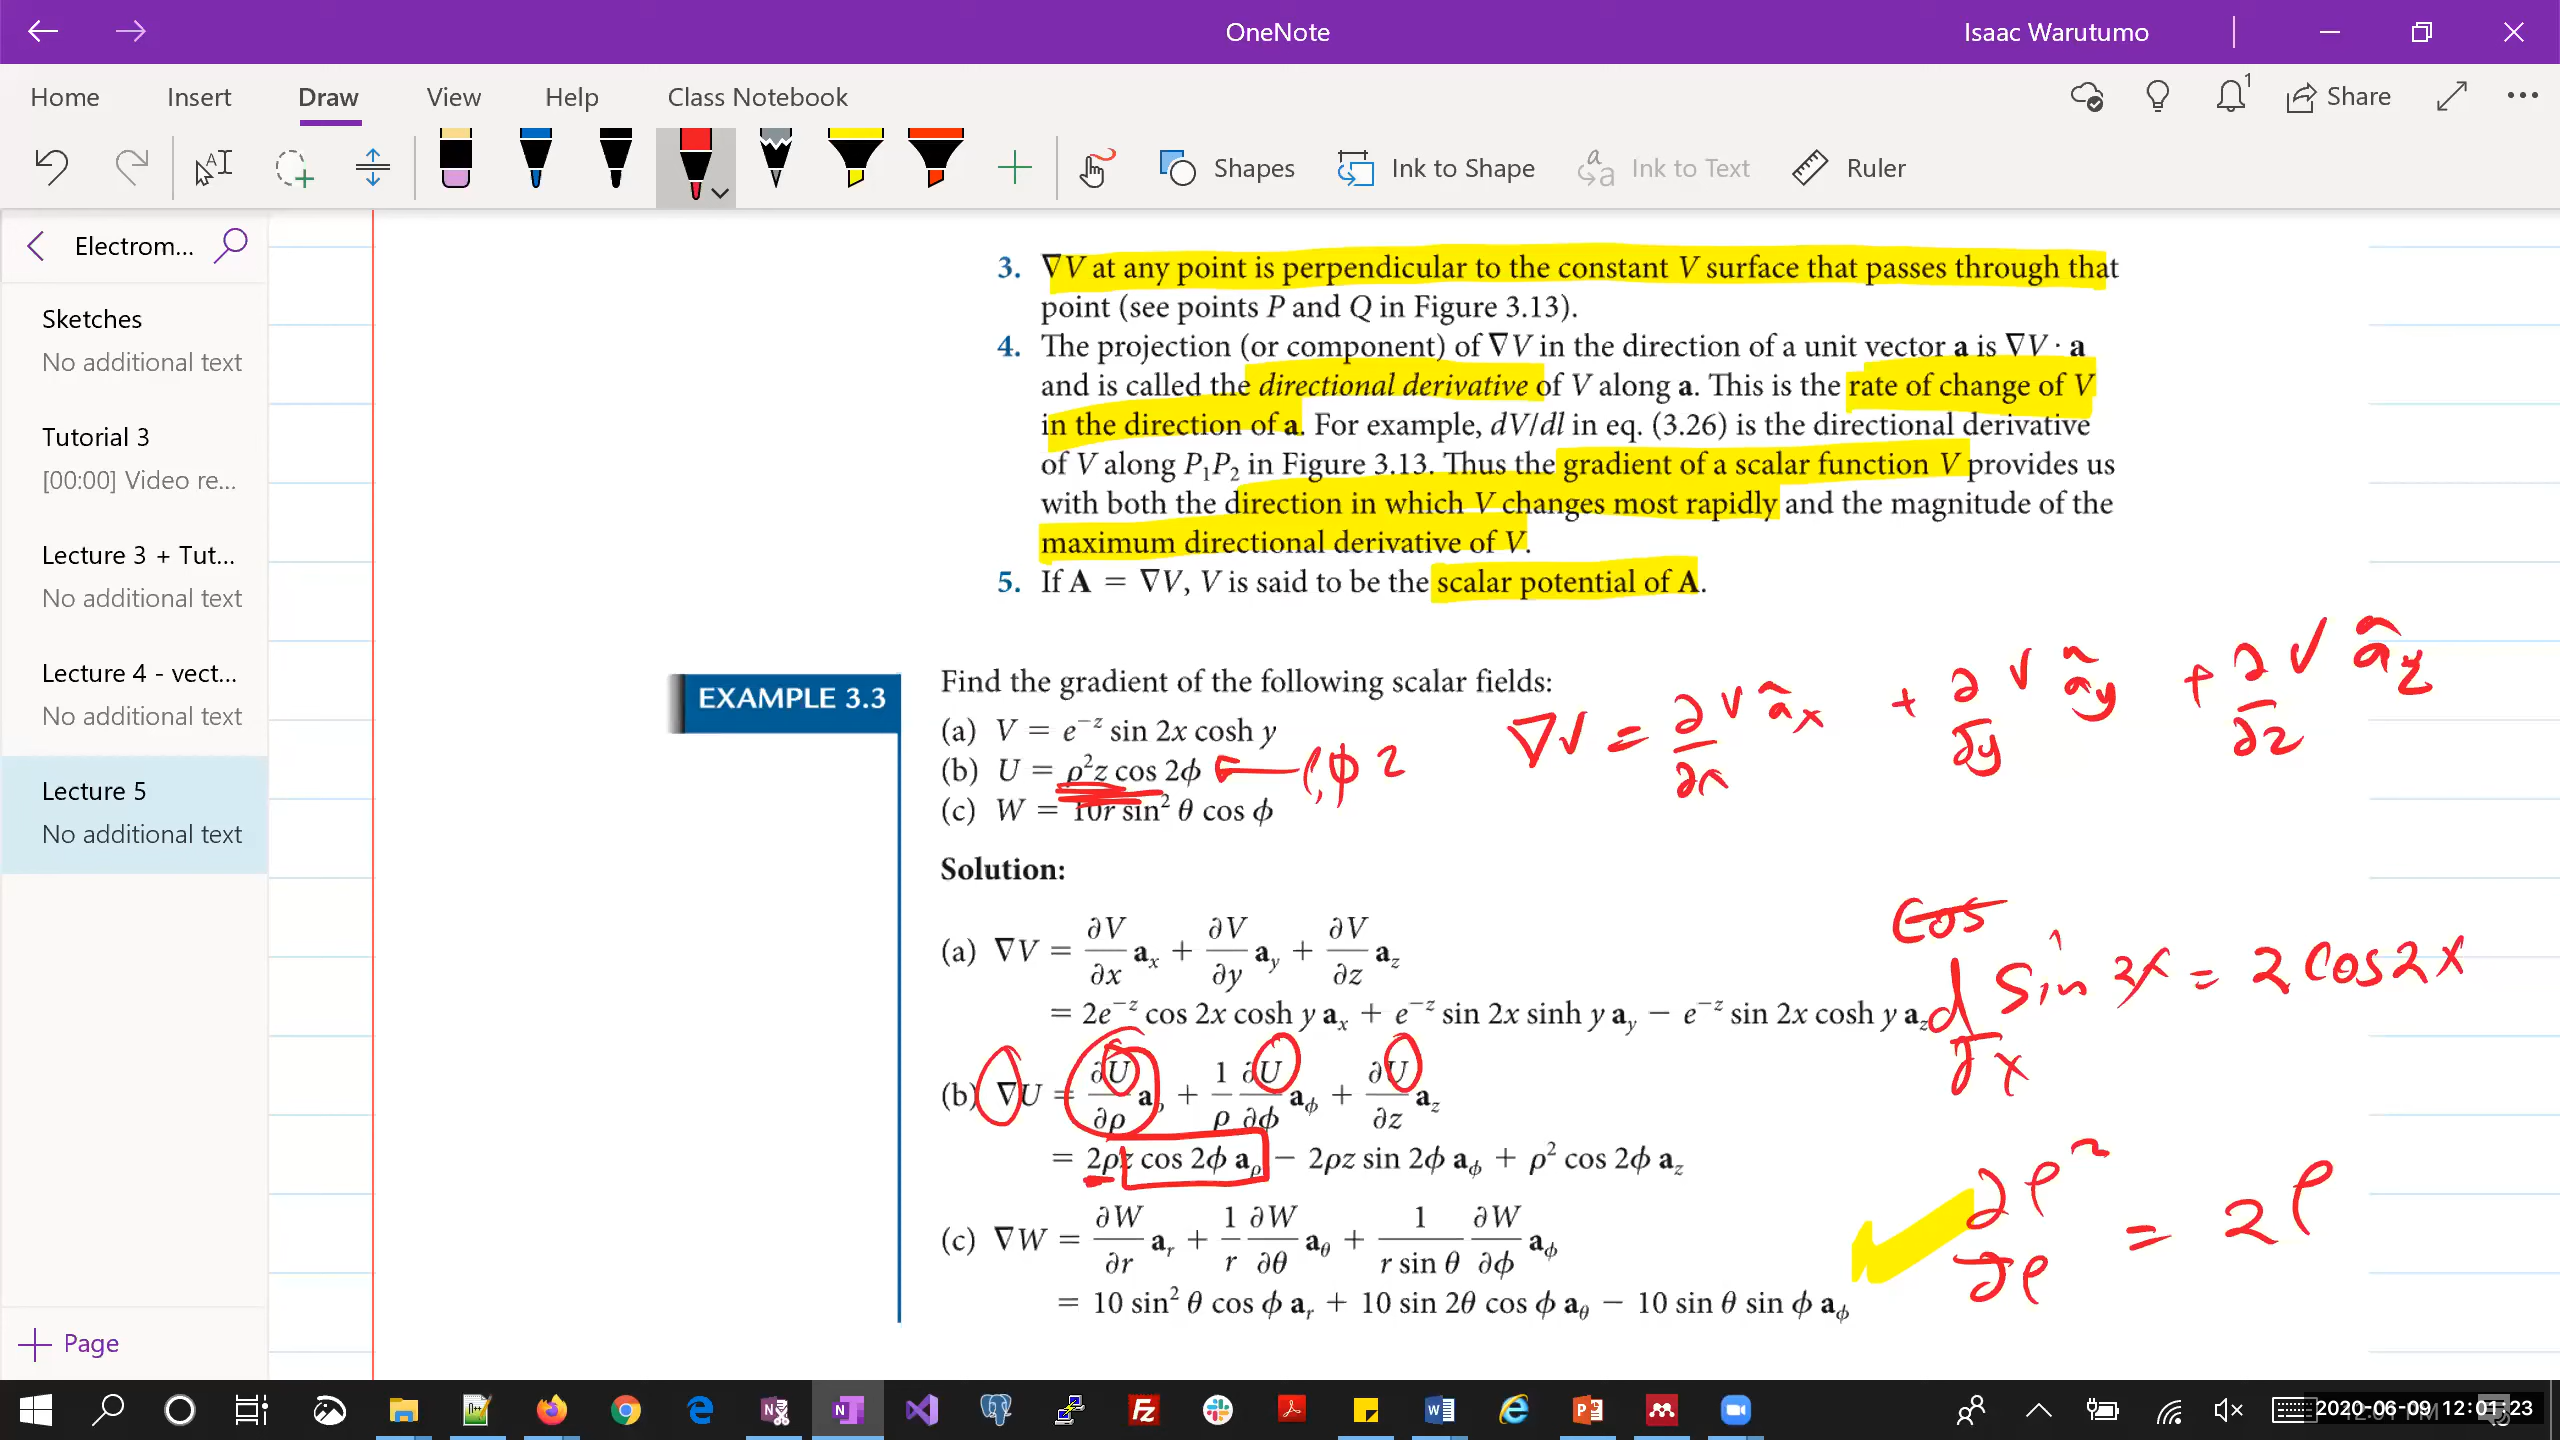 OneNote
Isaac Warutumo
Home Insert Draw View Help Class Notebook
Share
Shapes Ink to Shape Ink to Text Ruler
Electrom...
Sketches
No additional text
Tutorial 3
[00:00] Video re...
Lecture 3 + Tut...
No additional text
Lecture 4 - vect...
No additional text
Lecture 5
No additional text
Page
3. ∇V at any point is perpendicular to the constant V surface that passes through that
point (see points P and Q in Figure 3.13).
4. The projection (or component) of ∇V in the direction of a unit vector a is ∇V · a
and is called the directional derivative of V along a. This is the rate of change of V
in the direction of a. For example, dV/dl in eq. (3.26) is the directional derivative
of V along P₁P₂ in Figure 3.13. Thus the gradient of a scalar function V provides us
with both the direction in which V changes most rapidly and the magnitude of the
maximum directional derivative of V.
5. If A = ∇V, V is said to be the scalar potential of A.
EXAMPLE 3.3
Find the gradient of the following scalar fields:
(a) V = e⁻ᶻ sin 2x cosh y
(b) U = ρ²z cos 2φ
(c) W = 10r sin² θ cos φ
∇V = ∂V/∂x âx + ∂V/∂y ây + ∂V/∂z âz
Solution:
(a) ∇V = ∂V/∂x aₓ + ∂V/∂y a_y + ∂V/∂z a_z
= 2e⁻ᶻ cos 2x cosh y aₓ + e⁻ᶻ sin 2x sinh y a_y − e⁻ᶻ sin 2x cosh y a_z
cos
d/dx sin 2x = 2 cos 2x
(b) ∇U = ∂U/∂ρ a_ρ + 1/ρ ∂U/∂φ a_φ + ∂U/∂z a_z
= 2ρz cos 2φ a_ρ − 2ρz sin 2φ a_φ + ρ² cos 2φ a_z
∂ρ²/∂ρ = 2ρ
(c) ∇W = ∂W/∂r a_r + 1/r ∂W/∂θ a_θ + 1/(r sin θ) ∂W/∂φ a_φ
= 10 sin² θ cos φ a_r + 10 sin 2θ cos φ a_θ − 10 sin θ sin φ a_φ
2020-06-09 12:01:23